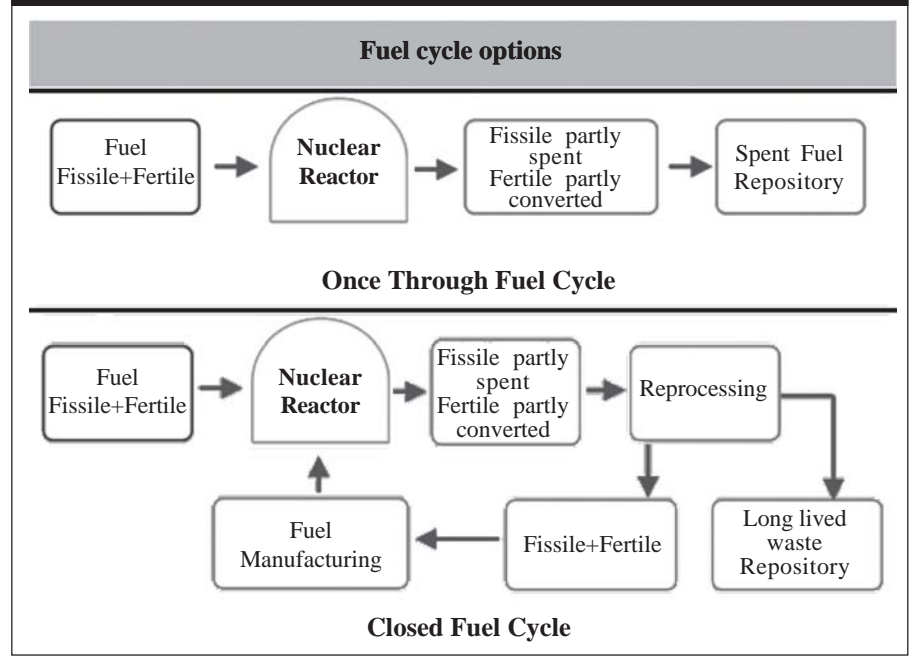 Fuel cycle options
Fuel
Fissile+Fertile
Nuclear
Reactor
Fissile partly
spent
Fertile partly
converted
Spent Fuel
Repository
Once Through Fuel Cycle
Fuel
Fissile+Fertile
Nuclear
Reactor
Fissile partly
spent
Fertile partly
converted
Reprocessing
Fuel
Manufacturing
Fissile+Fertile
Long lived
waste
Repository
Closed Fuel Cycle